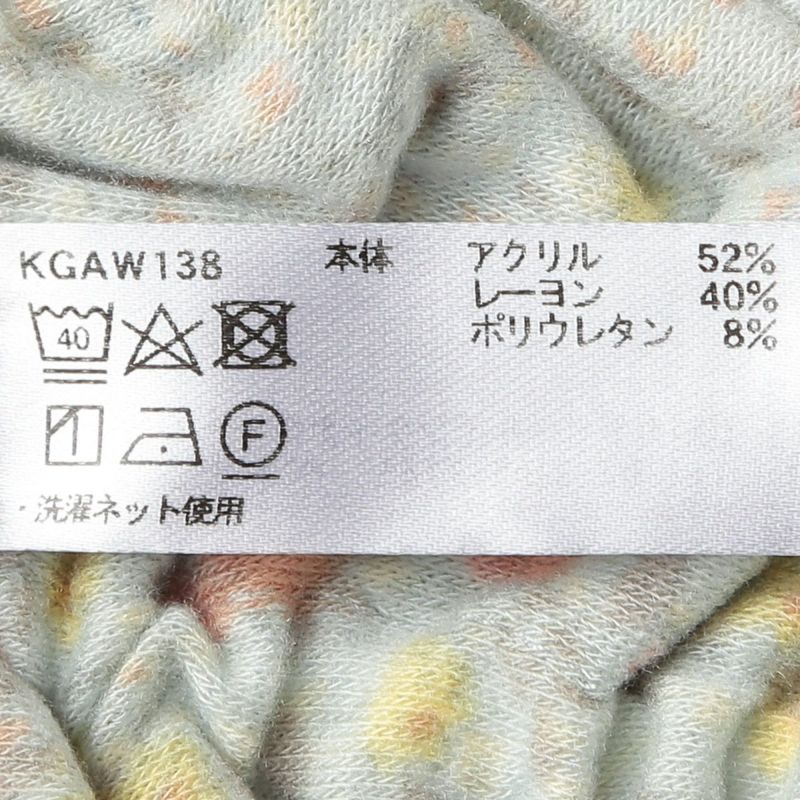 KGAW138 本体 アクリル 52%
レーヨン 40%
ポリウレタン 8%
40
F
・洗濯ネット使用